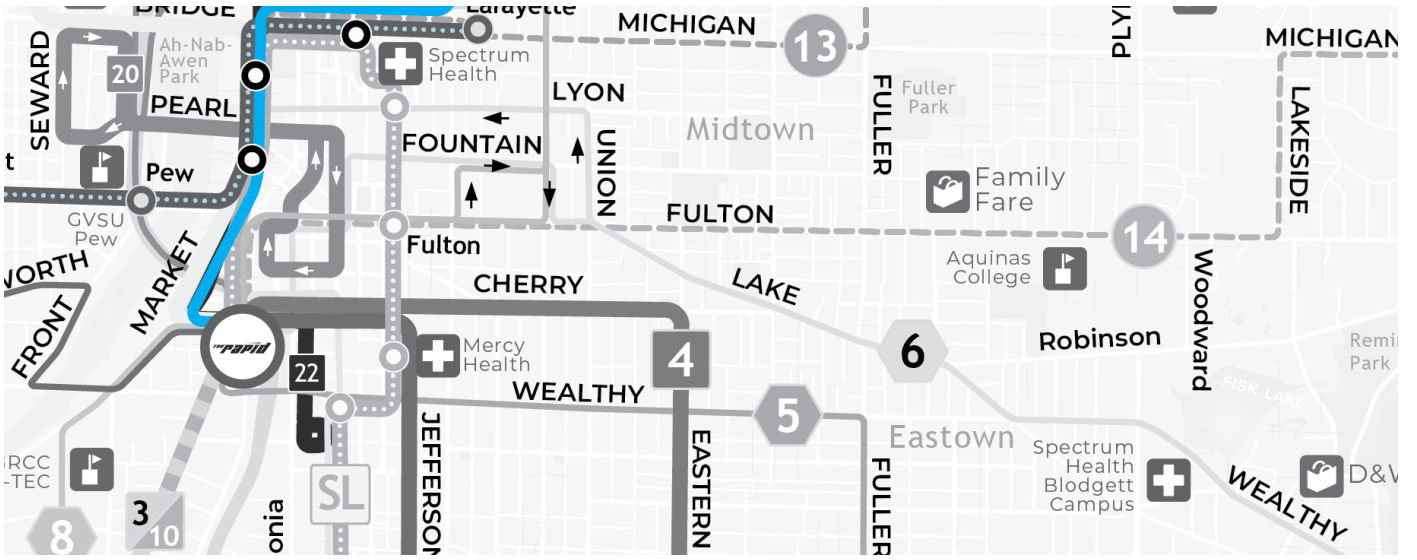 BRIDGE
Lafayette
MICHIGAN
13
PLY
MICHIGAN
SEWARD
20
Ah-Nab-
Awen
Park
Spectrum
Health
PEARL
LYON
FULLER
Fuller
Park
LAKESIDE
Midtown
FOUNTAIN
UNION
t
Pew
Family
Fare
GVSU
Pew
FULTON
14
Fulton
Aquinas
College
WORTH
MARKET
CHERRY
LAKE
Woodward
FRONT
THE RAPID
Mercy
Health
4
6
Robinson
Remi
Park
22
WEALTHY
5
FISK LAKE
JEFFERSON
EASTERN
Eastown
FULLER
Spectrum
Health
Blodgett
Campus
GRCC
-TEC
SL
D&W
WEALTHY
3
10
8
onia